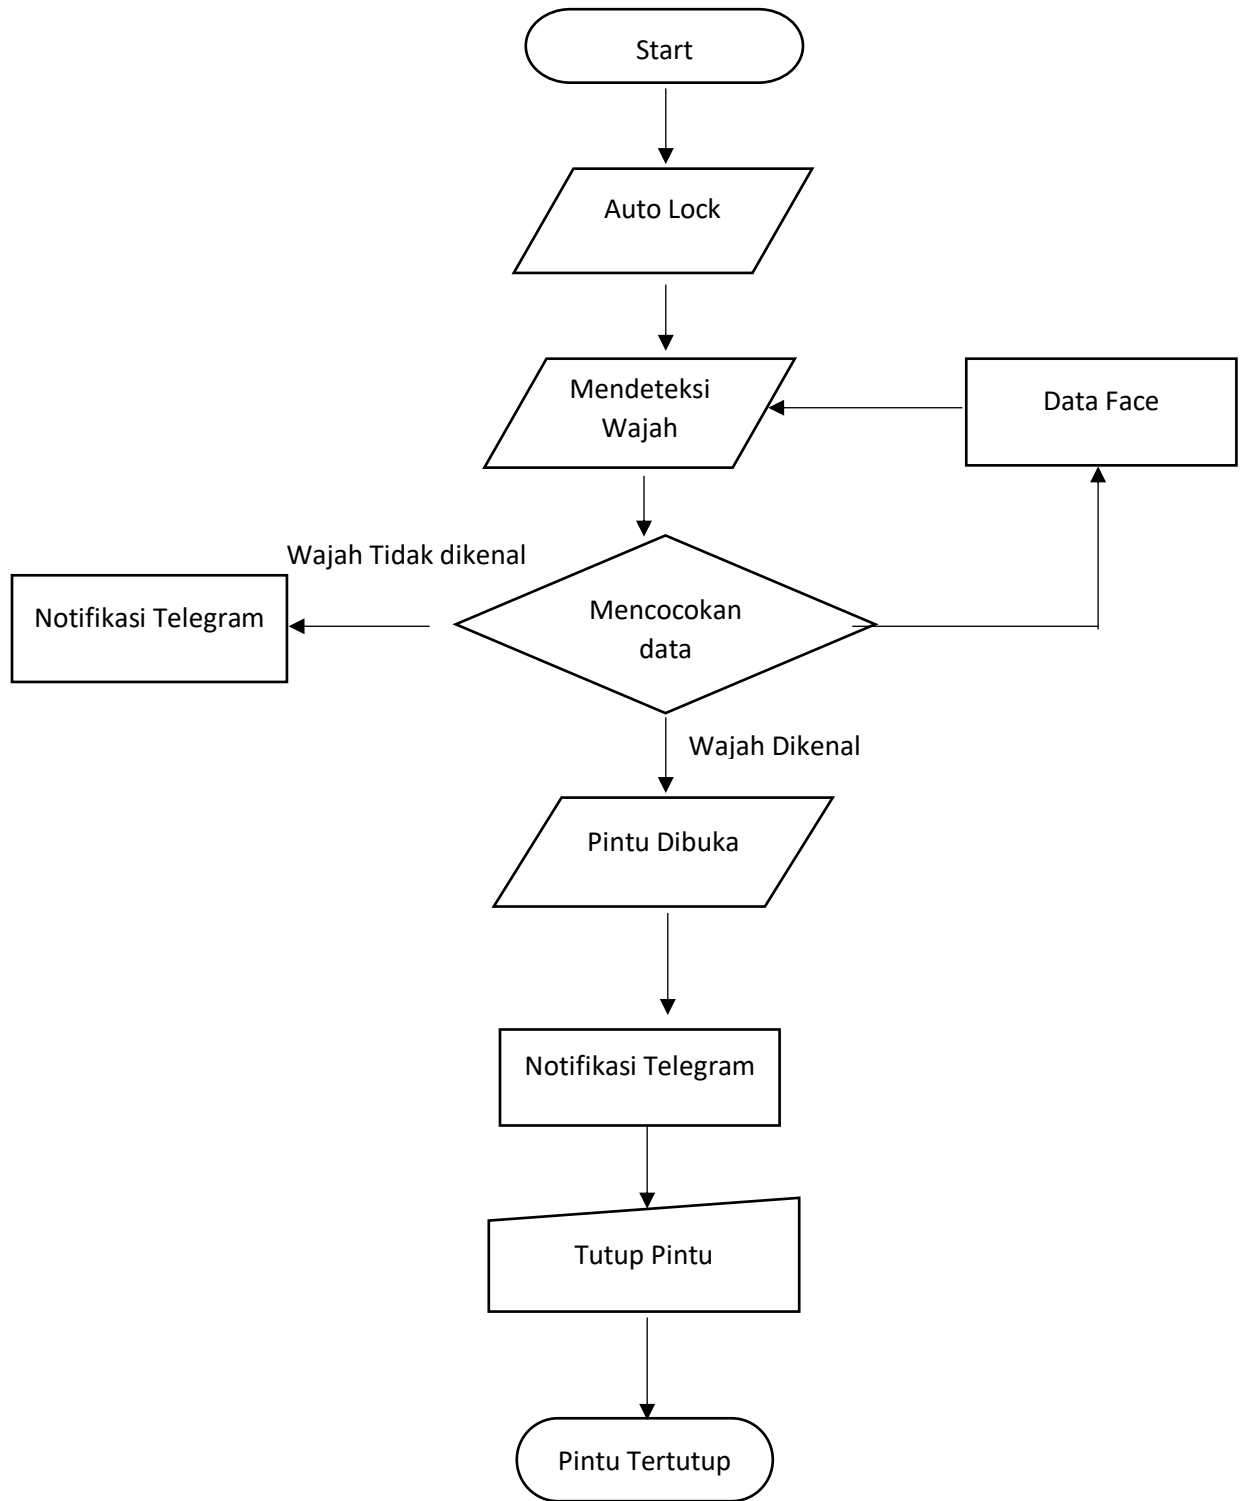 Start
Auto Lock
Mendeteksi
Wajah
Data Face
Wajah Tidak dikenal
Notifikasi Telegram
Mencocokan
data
Wajah Dikenal
Pintu Dibuka
Notifikasi Telegram
Tutup Pintu
Pintu Tertutup